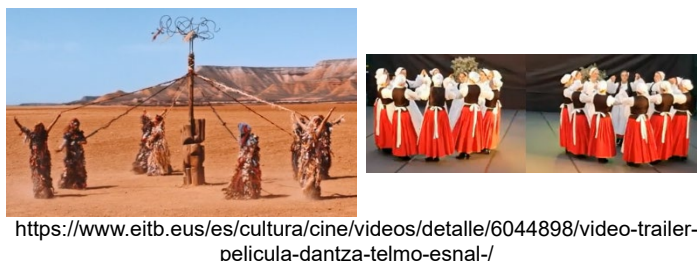 https://www.eitb.eus/es/cultura/cine/videos/detalle/6044898/video-trailer-
pelicula-dantza-telmo-esnal-/